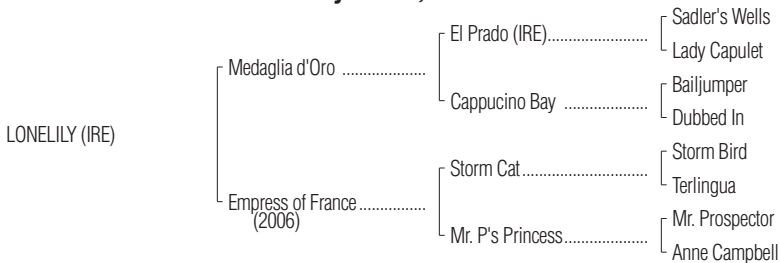 Sadler's Wells
El Prado (IRE)......................
Lady Capulet
Medaglia d'Oro ....................
Bailjumper
Cappucino Bay ....................
Dubbed In
LONELILY (IRE)
Storm Bird
Storm Cat...........................
Terlingua
Empress of France................
(2006)
Mr. Prospector
Mr. P's Princess....................
Anne Campbell